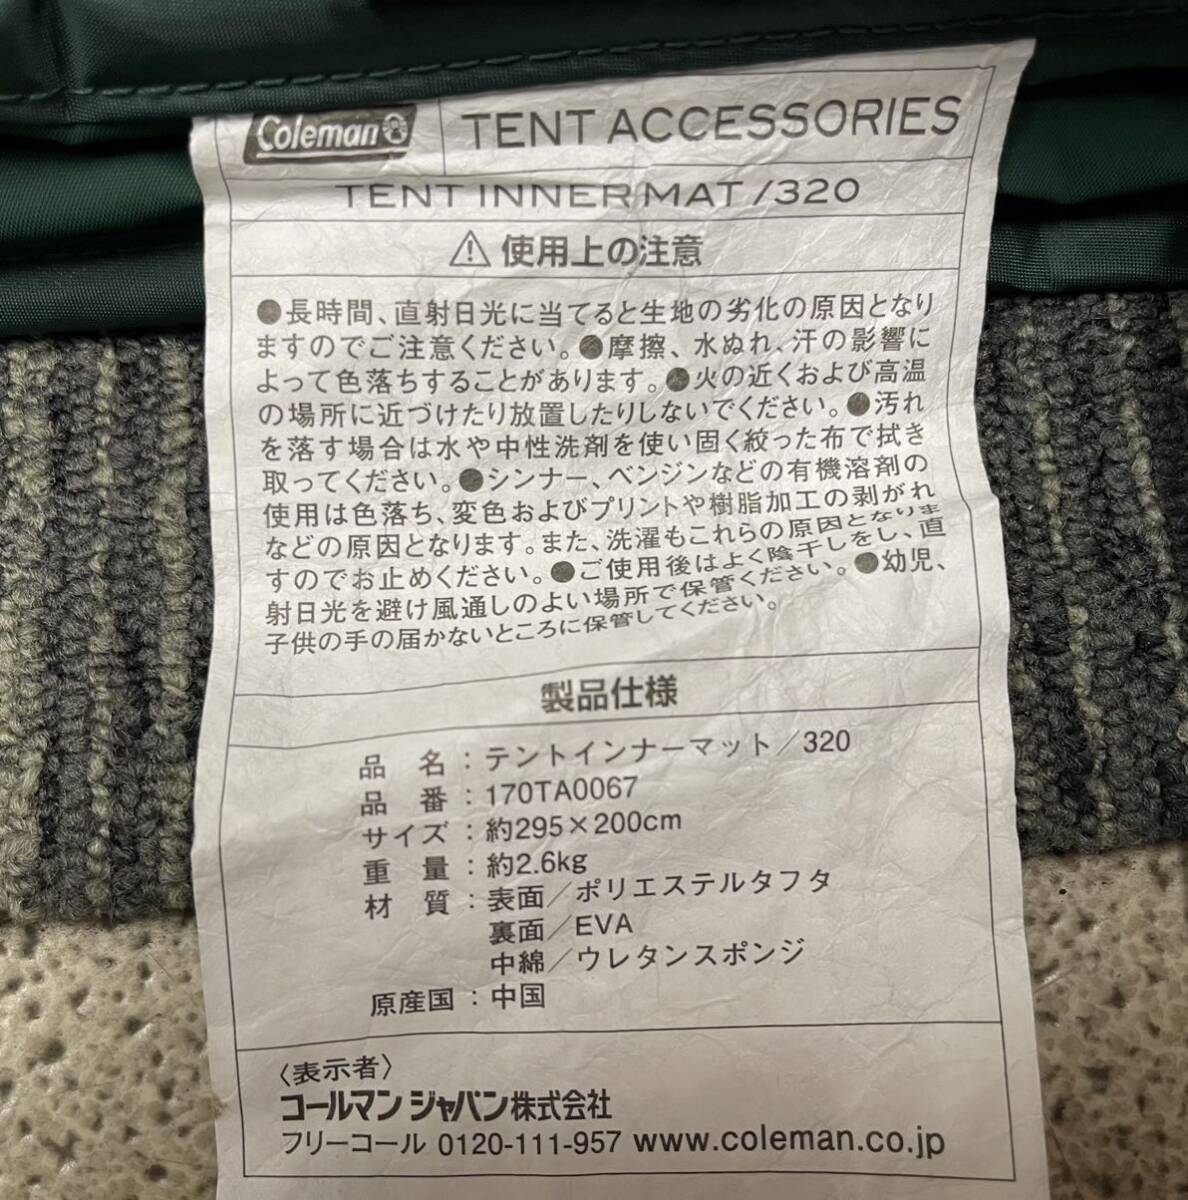 Coleman TENT ACCESSORIES
TENT INNER MAT /320
⚠使用上の注意
●長時間、直射日光に当てると生地の劣化の原因となり
ますのでご注意ください。●摩擦、水ぬれ、汗の影響に
よって色落ちすることがあります。●火の近くおよび高温
の場所に近づけたり放置したりしないでください。●汚れ
を落す場合は水や中性洗剤を使い固く絞った布で拭き
取ってください。●シンナー、ベンジンなどの有機溶剤の
使用は色落ち、変色およびプリントや樹脂加工の剥がれ
などの原因となります。また、洗濯もこれらの原因となりま
すのでお止めください。●ご使用後はよく陰干しをし、直
射日光を避け風通しのよい場所で保管ください。●幼児、
子供の手の届かないところに保管してください。
製品仕様
品 名：テントインナーマット／320
品 番：170TA0067
サイズ：約295×200cm
重 量：約2.6kg
材 質：表面／ポリエステルタフタ
裏面／EVA
中綿／ウレタンスポンジ
原産国：中国
〈表示者〉
コールマン ジャパン株式会社
フリーコール 0120-111-957 www.coleman.co.jp